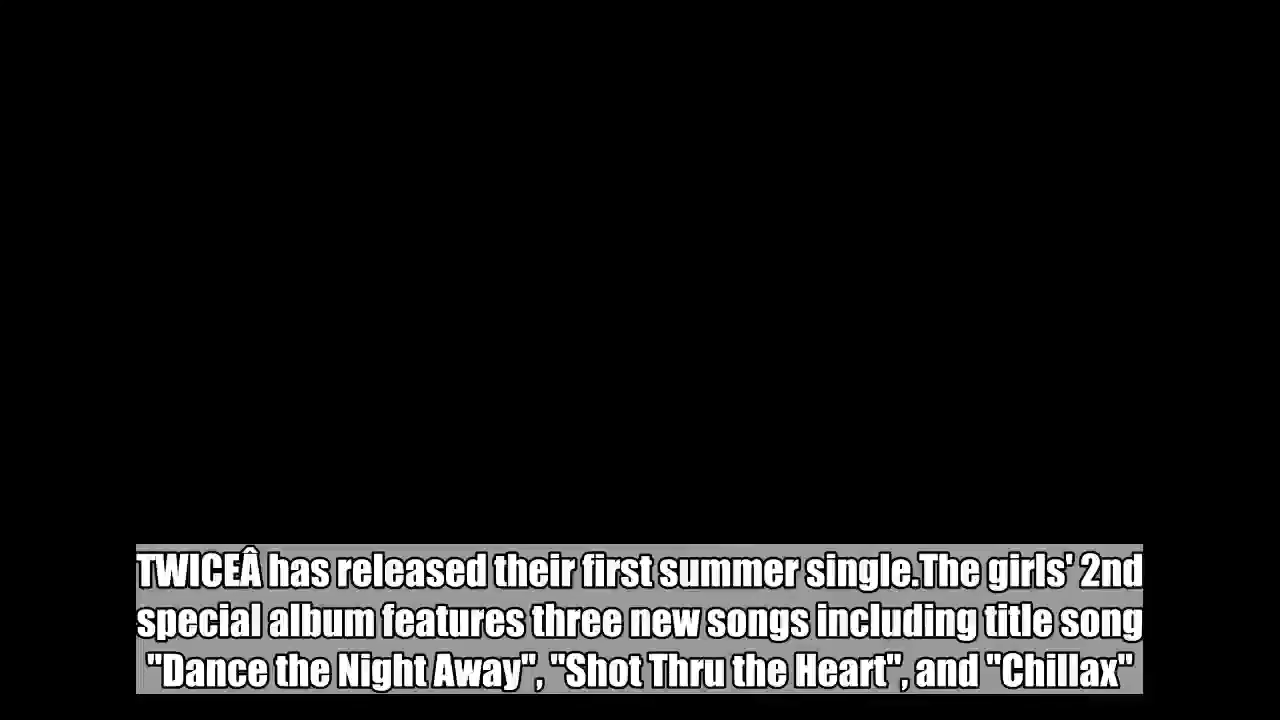 TWICEÂ has released their first summer single.The girls' 2nd
special album features three new songs including title song
"Dance the Night Away", "Shot Thru the Heart", and "Chillax"